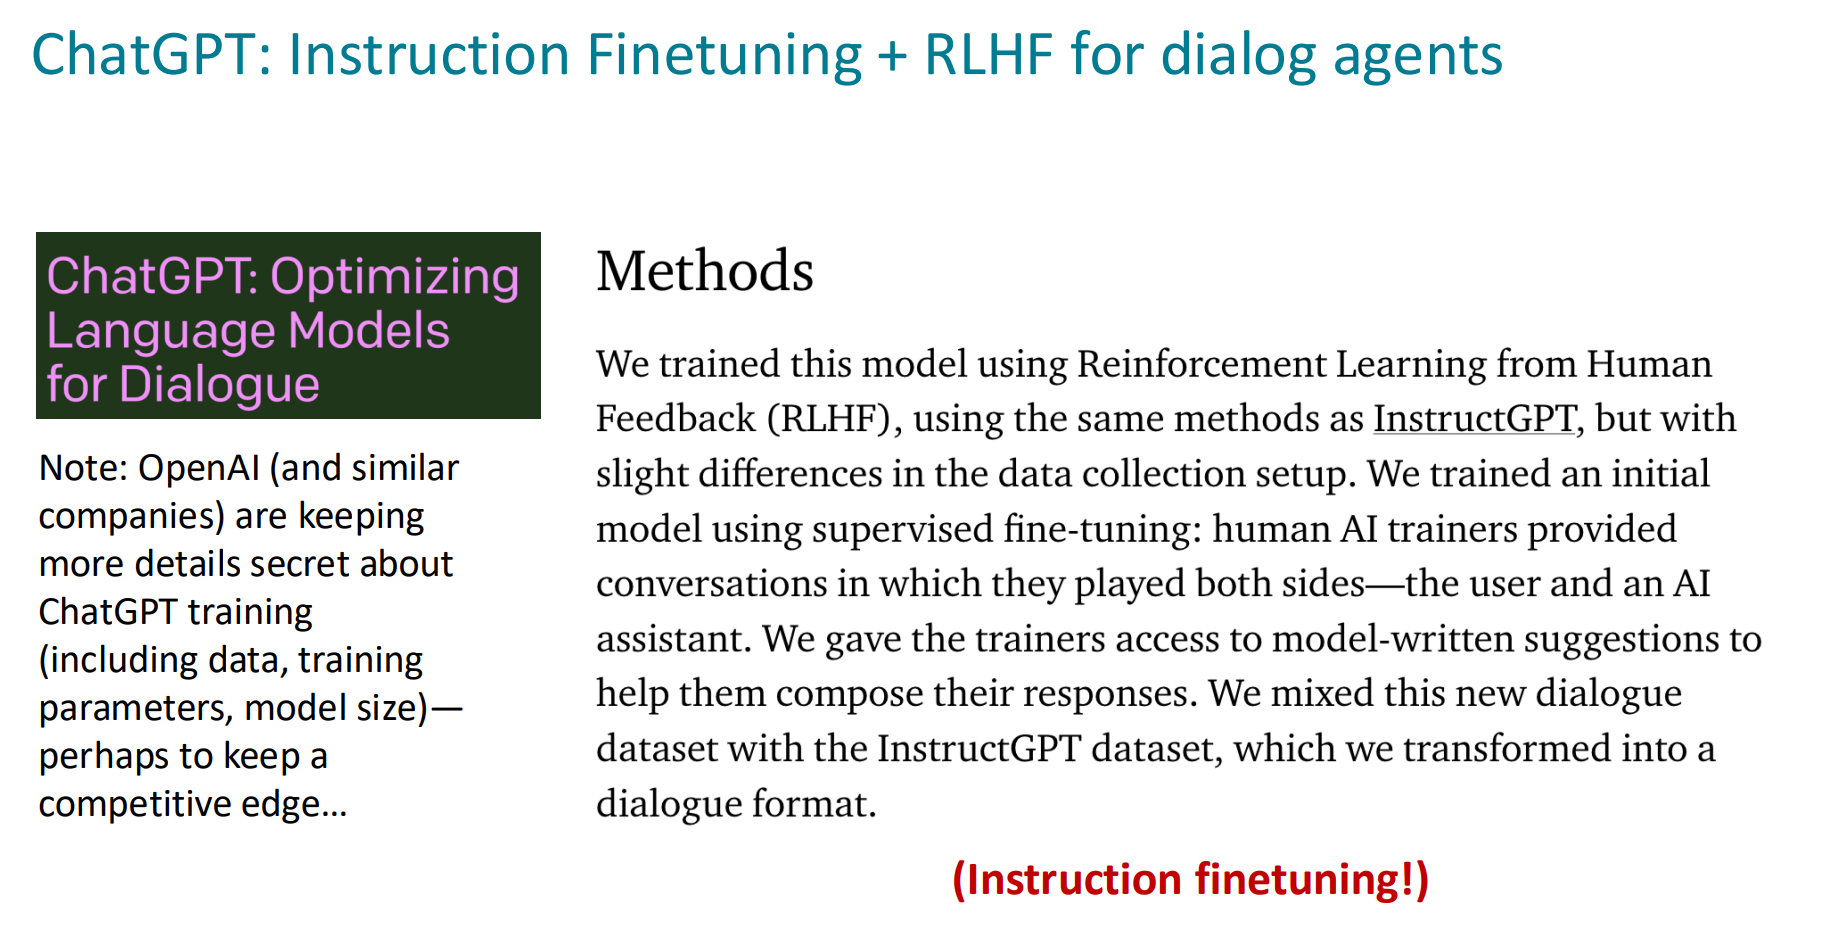 ChatGPT: Instruction Finetuning + RLHF for dialog agents
ChatGPT: Optimizing
Language Models
for Dialogue
Note: OpenAI (and similar
companies) are keeping
more details secret about
ChatGPT training
(including data, training
parameters, model size)—
perhaps to keep a
competitive edge…
Methods
We trained this model using Reinforcement Learning from Human
Feedback (RLHF), using the same methods as InstructGPT, but with
slight differences in the data collection setup. We trained an initial
model using supervised fine-tuning: human AI trainers provided
conversations in which they played both sides—the user and an AI
assistant. We gave the trainers access to model-written suggestions to
help them compose their responses. We mixed this new dialogue
dataset with the InstructGPT dataset, which we transformed into a
dialogue format.
(Instruction finetuning!)